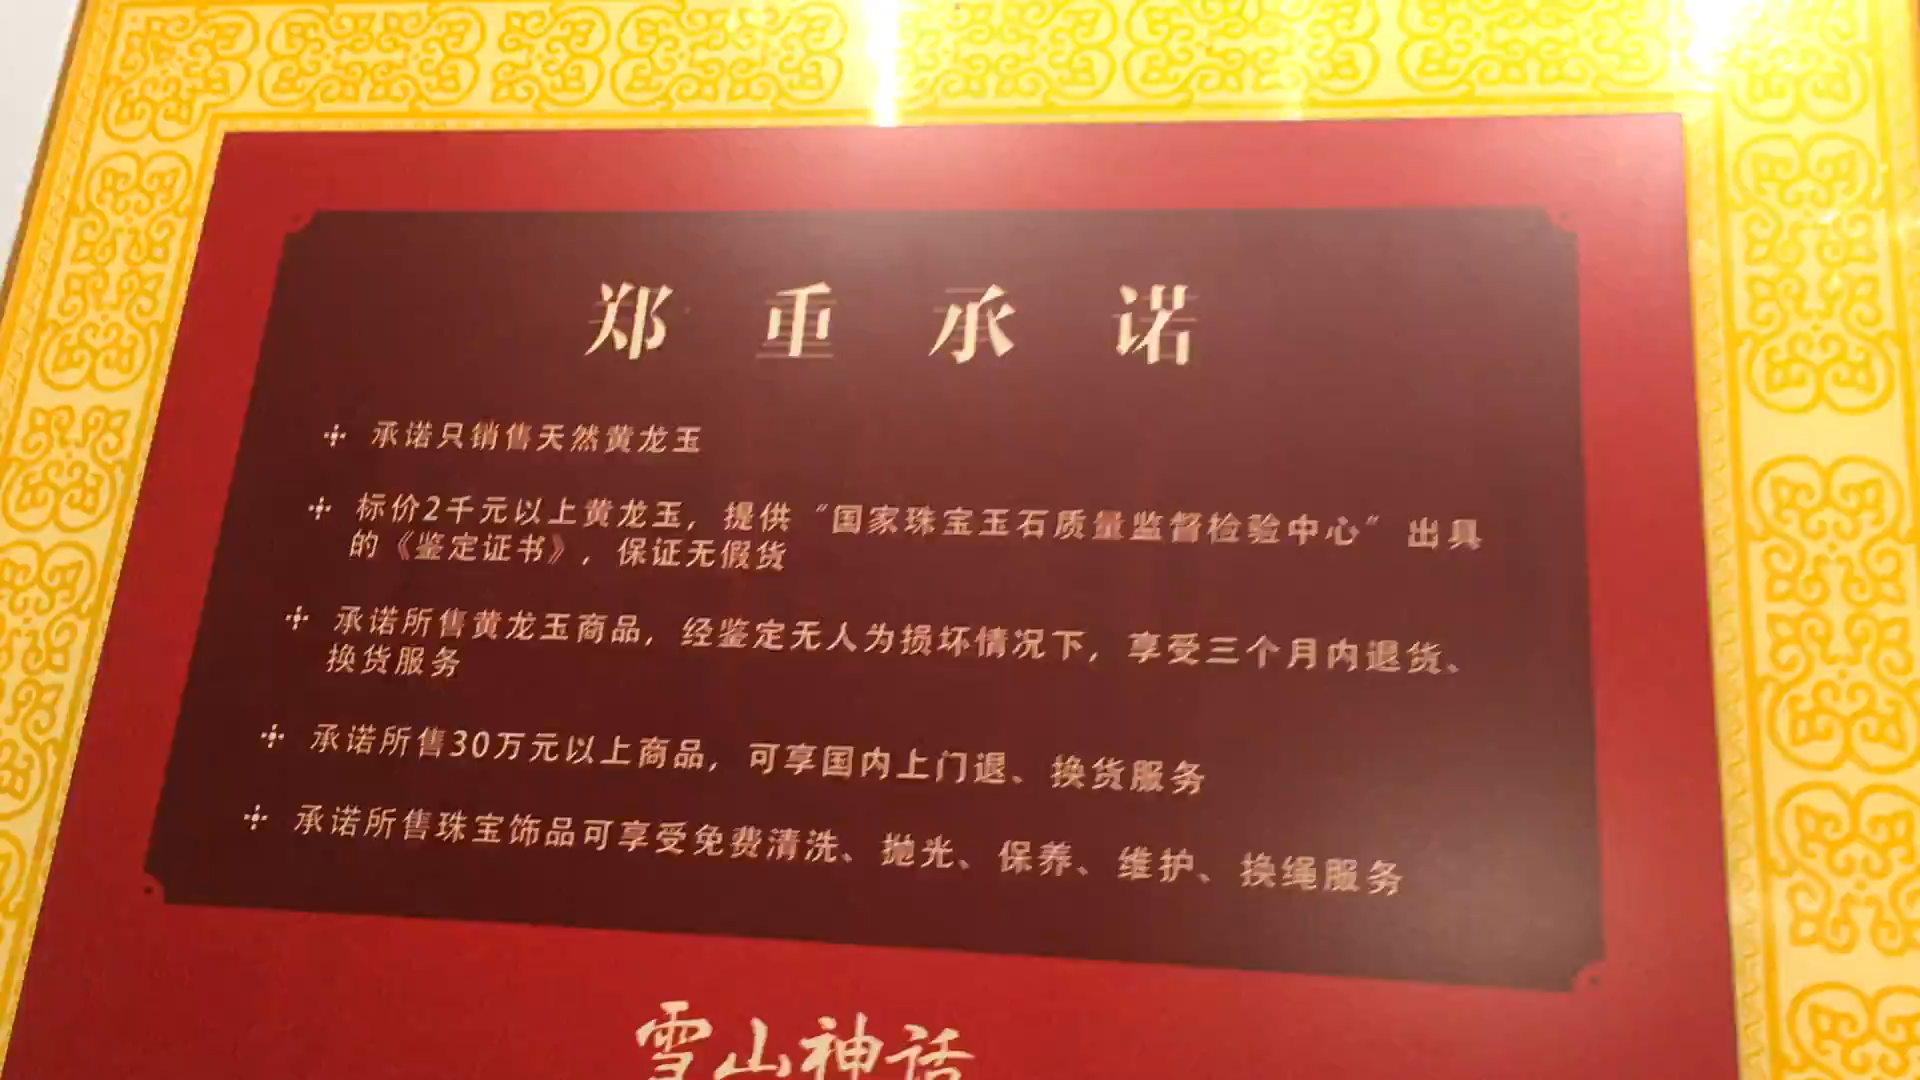 郑重承诺
承诺只销售天然黄龙玉
标价2千元以上黄龙玉，提供“国家珠宝玉石质量监督检验中心”出具
的《鉴定证书》，保证无假货
承诺所售黄龙玉商品，经鉴定无人为损坏情况下，享受三个月内退货、
换货服务
承诺所售30万元以上商品，可享国内上门退、换货服务
承诺所售珠宝饰品可享受免费清洗、抛光、保养、维护、换绳服务
雪山神话